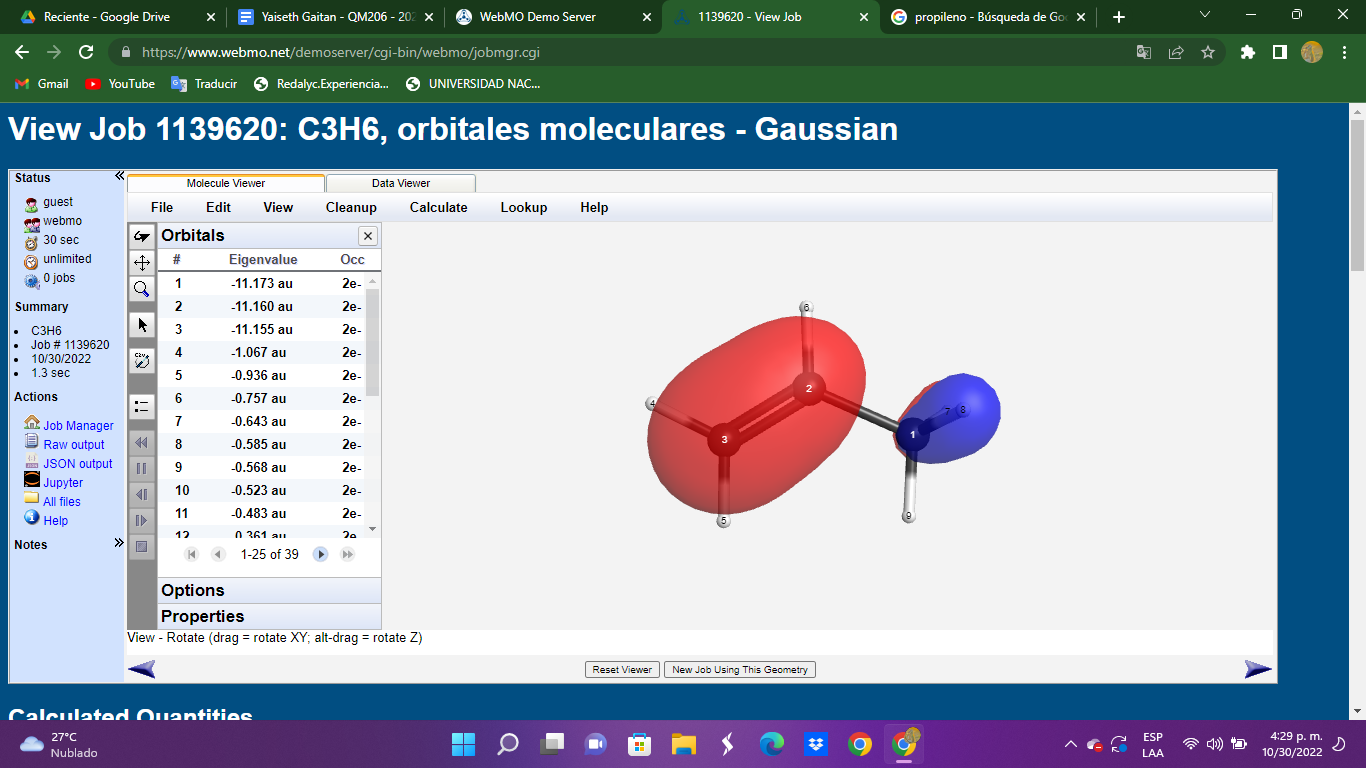 Reciente - Google Drive
Yaiseth Gaitan - QM206 - 202
WebMO Demo Server
1139620 - View Job
propileno - Búsqueda de Go
https://www.webmo.net/demoserver/cgi-bin/webmo/jobmgr.cgi
Gmail YouTube Traducir Redalyc.Experiencia... UNIVERSIDAD NAC...
View Job 1139620: C3H6, orbitales moleculares - Gaussian
Status
guest
webmo
30 sec
unlimited
0 jobs
Summary
C3H6
Job # 1139620
10/30/2022
1.3 sec
Actions
Job Manager
Raw output
JSON output
Jupyter
All files
Help
Notes
Molecule Viewer Data Viewer
File Edit View Cleanup Calculate Lookup Help
Orbitals
# Eigenvalue Occ
1 -11.173 au 2e-
2 -11.160 au 2e-
3 -11.155 au 2e-
4 -1.067 au 2e-
5 -0.936 au 2e-
6 -0.757 au 2e-
7 -0.643 au 2e-
8 -0.585 au 2e-
9 -0.568 au 2e-
10 -0.523 au 2e-
11 -0.483 au 2e-
12 0.361 au 2e
1-25 of 39
Options
Properties
6
2
4
3
7
8
1
5
9
View - Rotate (drag = rotate XY; alt-drag = rotate Z)
Reset Viewer New Job Using This Geometry
Calculated Quantities
27°C
Nublado
ESP
LAA
4:29 p. m.
10/30/2022